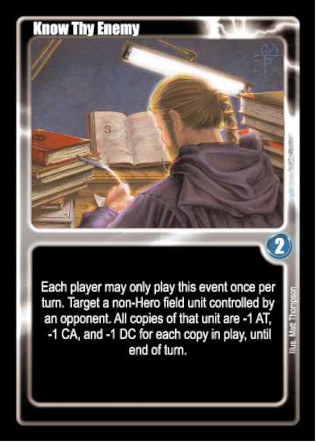 Know Thy Enemy
2
Each player may only play this event once per
turn. Target a non-Hero field unit controlled by
an opponent. All copies of that unit are -1 AT,
-1 CA, and -1 DC for each copy in play, until
end of turn.
Illus. Matt Thompson